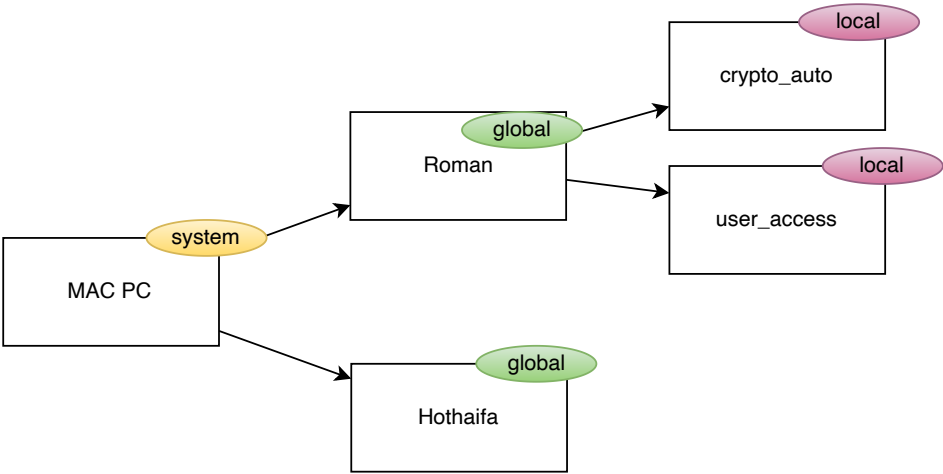 local
crypto_auto
global
Roman
local
user_access
system
MAC PC
global
Hothaifa